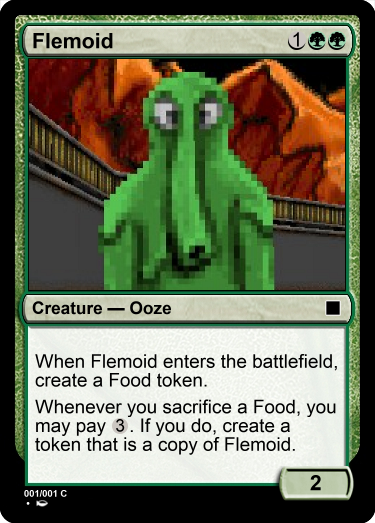 Flemoid 1
Creature — Ooze
When Flemoid enters the battlefield,
create a Food token.
Whenever you sacrifice a Food, you
may pay 3. If you do, create a
token that is a copy of Flemoid.
2
001/001 C